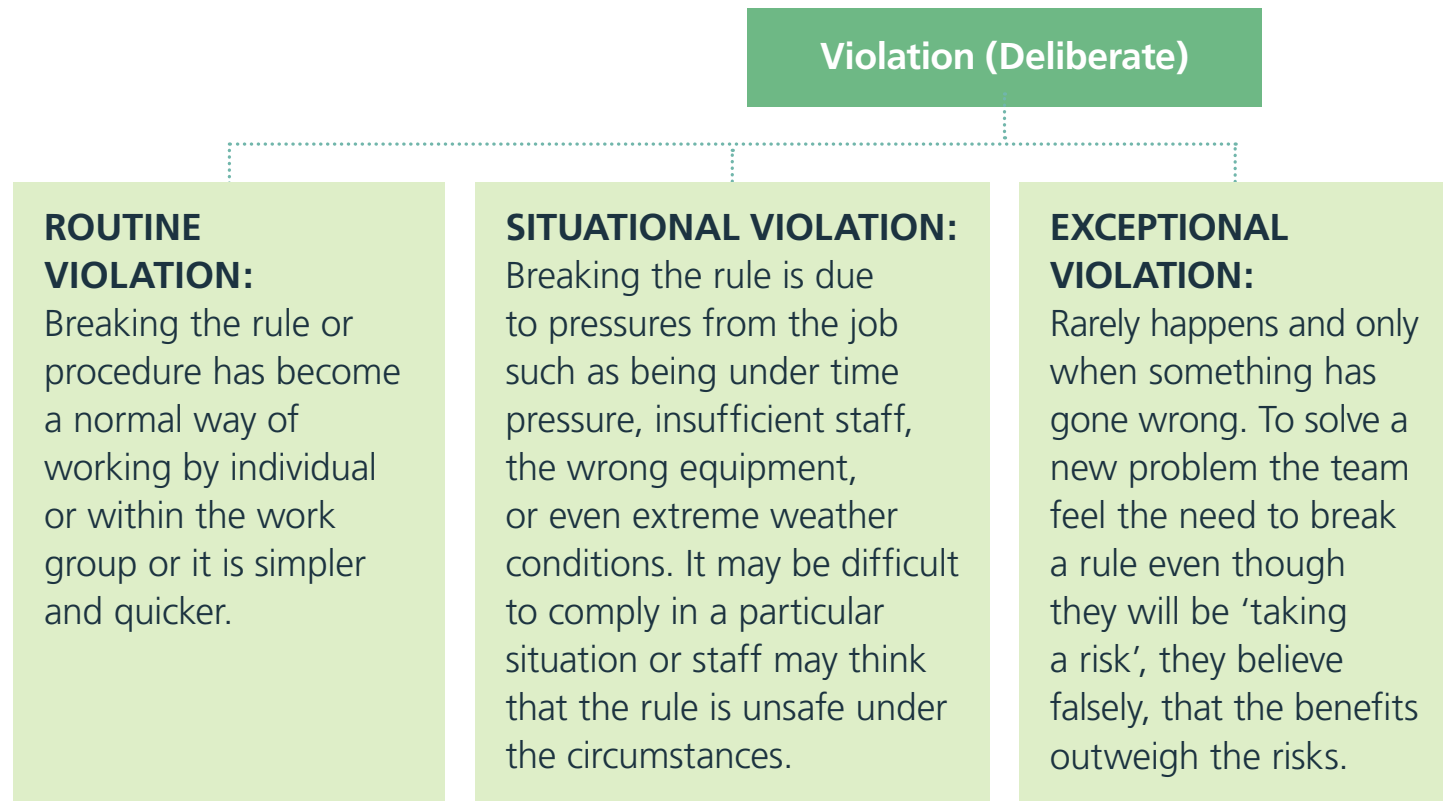 Violation (Deliberate)
ROUTINE
VIOLATION:
Breaking the rule or
procedure has become
a normal way of
working by individual
or within the work
group or it is simpler
and quicker.
SITUATIONAL VIOLATION:
Breaking the rule is due
to pressures from the job
such as being under time
pressure, insufficient staff,
the wrong equipment,
or even extreme weather
conditions. It may be difficult
to comply in a particular
situation or staff may think
that the rule is unsafe under
the circumstances.
EXCEPTIONAL
VIOLATION:
Rarely happens and only
when something has
gone wrong. To solve a
new problem the team
feel the need to break
a rule even though
they will be ‘taking
a risk’, they believe
falsely, that the benefits
outweigh the risks.